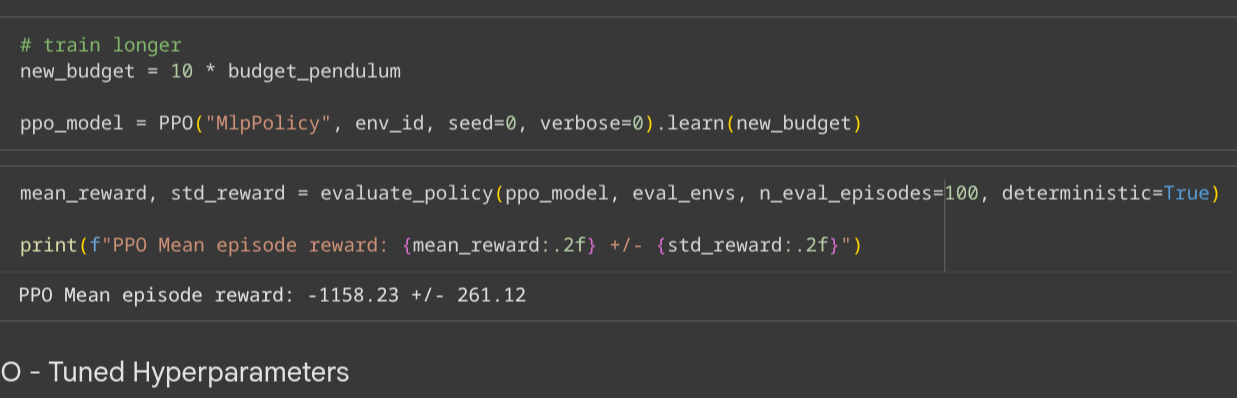 # train longer
new_budget = 10 * budget_pendulum
ppo_model = PPO("MlpPolicy", env_id, seed=0, verbose=0).learn(new_budget)
mean_reward, std_reward = evaluate_policy(ppo_model, eval_envs, n_eval_episodes=100, deterministic=True)
print(f"PPO Mean episode reward: {mean_reward:.2f} +/- {std_reward:.2f}")
PPO Mean episode reward: -1158.23 +/- 261.12
O - Tuned Hyperparameters